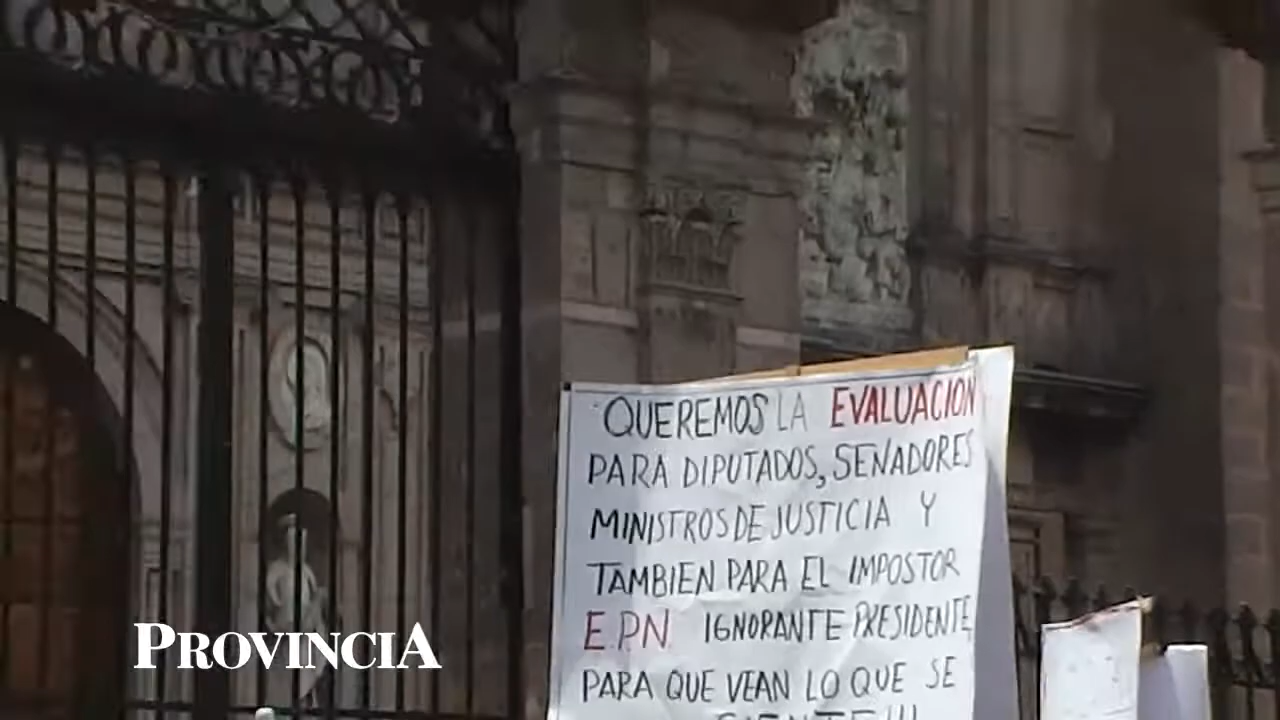 QUEREMOS LA EVALUACION
PARA DIPUTADOS, SENADORES
MINISTROS DE JUSTICIA Y
TAMBIEN PARA EL IMPOSTOR
E.P.N. IGNORANTE PRESIDENTE
PARA QUE VEAN LO QUE SE
SIENTE!!!
PROVINCIA